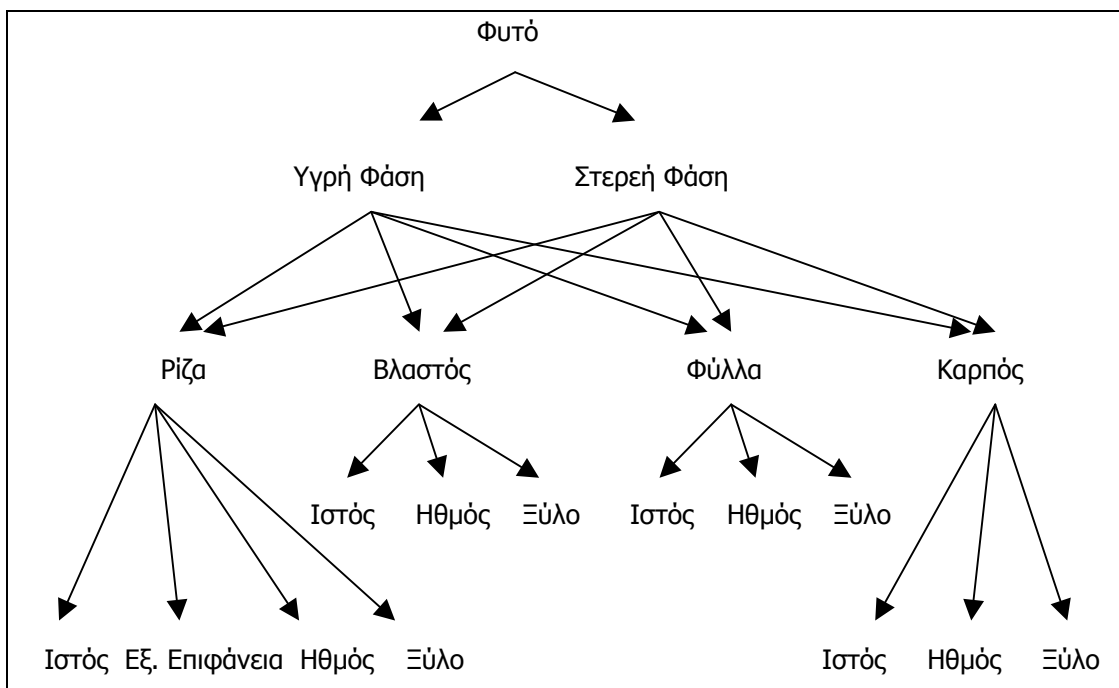 Φυτό
Υγρή Φάση Στερεή Φάση
Ρίζα Βλαστός Φύλλα Καρπός
Ιστός Ηθμός Ξύλο Ιστός Ηθμός Ξύλο
Ιστός Εξ. Επιφάνεια Ηθμός Ξύλο Ιστός Ηθμός Ξύλο